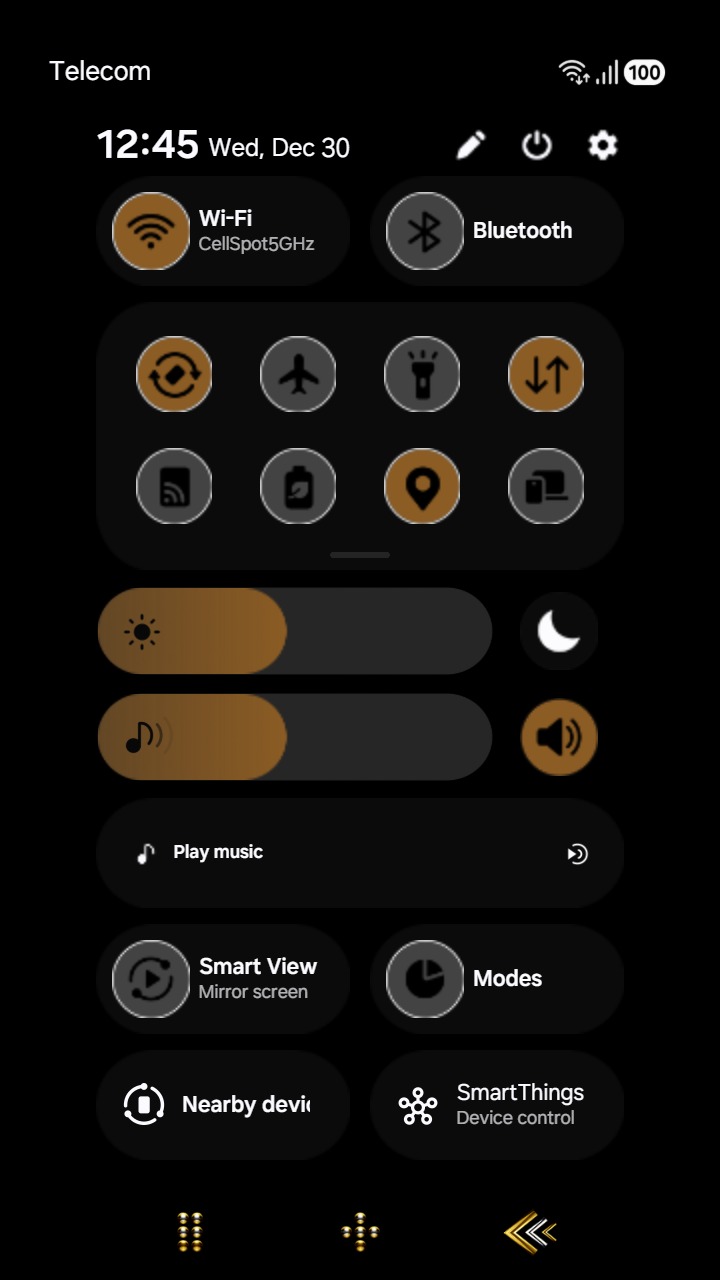 Telecom
100
12:45 Wed, Dec 30
Wi-Fi
CellSpot5GHz
Bluetooth
Play music
Smart View
Mirror screen
Modes
Nearby devi
SmartThings
Device control